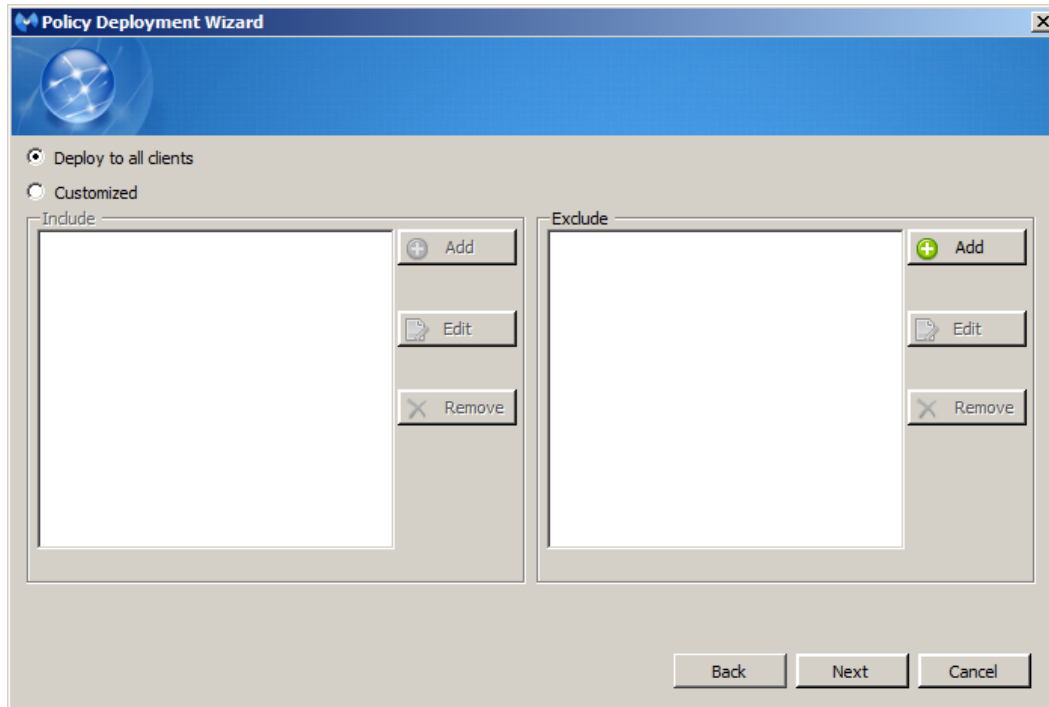 Policy Deployment Wizard
Deploy to all clients
Customized
Include
Add
Edit
Remove
Exclude
Add
Edit
Remove
Back Next Cancel